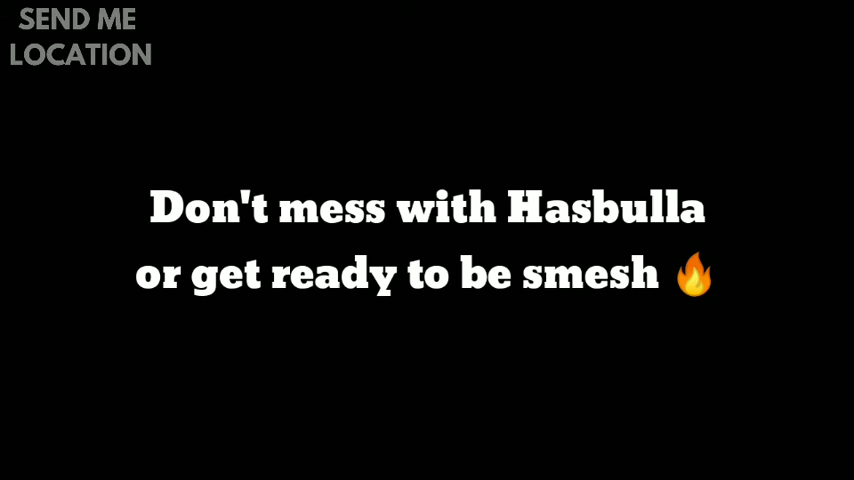 SEND ME
LOCATION
Don't mess with Hasbulla
or get ready to be smesh 🔥